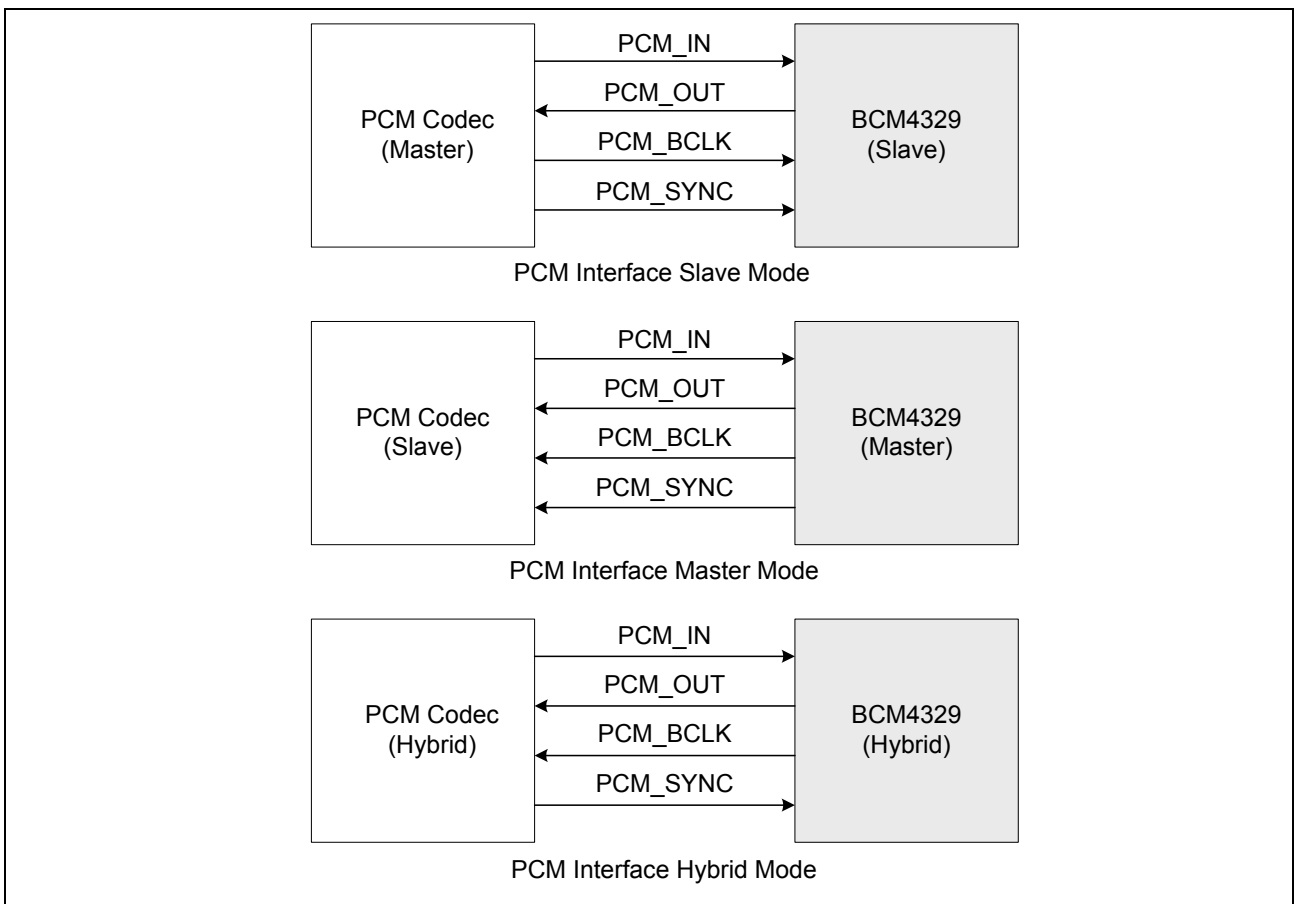 PCM_IN
PCM_OUT
PCM Codec
(Master)
PCM_BCLK
PCM_SYNC
BCM4329
(Slave)
PCM Interface Slave Mode
PCM_IN
PCM_OUT
PCM Codec
(Slave)
PCM_BCLK
PCM_SYNC
BCM4329
(Master)
PCM Interface Master Mode
PCM_IN
PCM_OUT
PCM Codec
(Hybrid)
PCM_BCLK
PCM_SYNC
BCM4329
(Hybrid)
PCM Interface Hybrid Mode